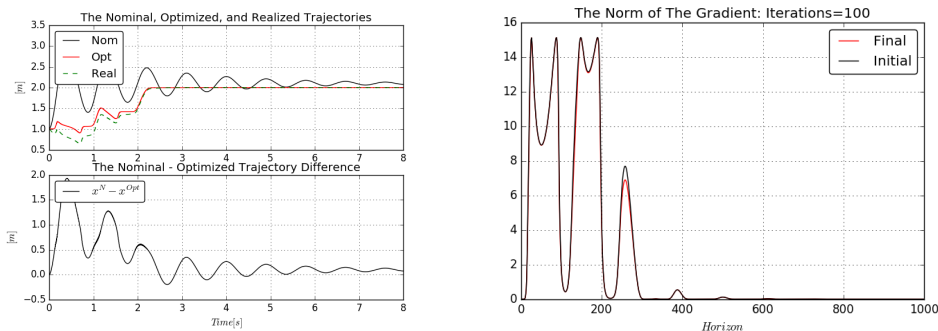 The Nominal, Optimized, and Realized Trajectories
3.5
3.0
2.5
2.0
1.5
1.0
0.5
[m]
Nom
Opt
Real
0 1 2 3 4 5 6 7 8
The Nominal - Optimized Trajectory Difference
2.0
1.5
1.0
0.5
0.0
−0.5
[m]
x^N − x^Opt
0 1 2 3 4 5 6 7 8
Time[s]
The Norm of The Gradient: Iterations=100
16
14
12
10
8
6
4
2
0
Final
Initial
0 200 400 600 800 1000
Horizon